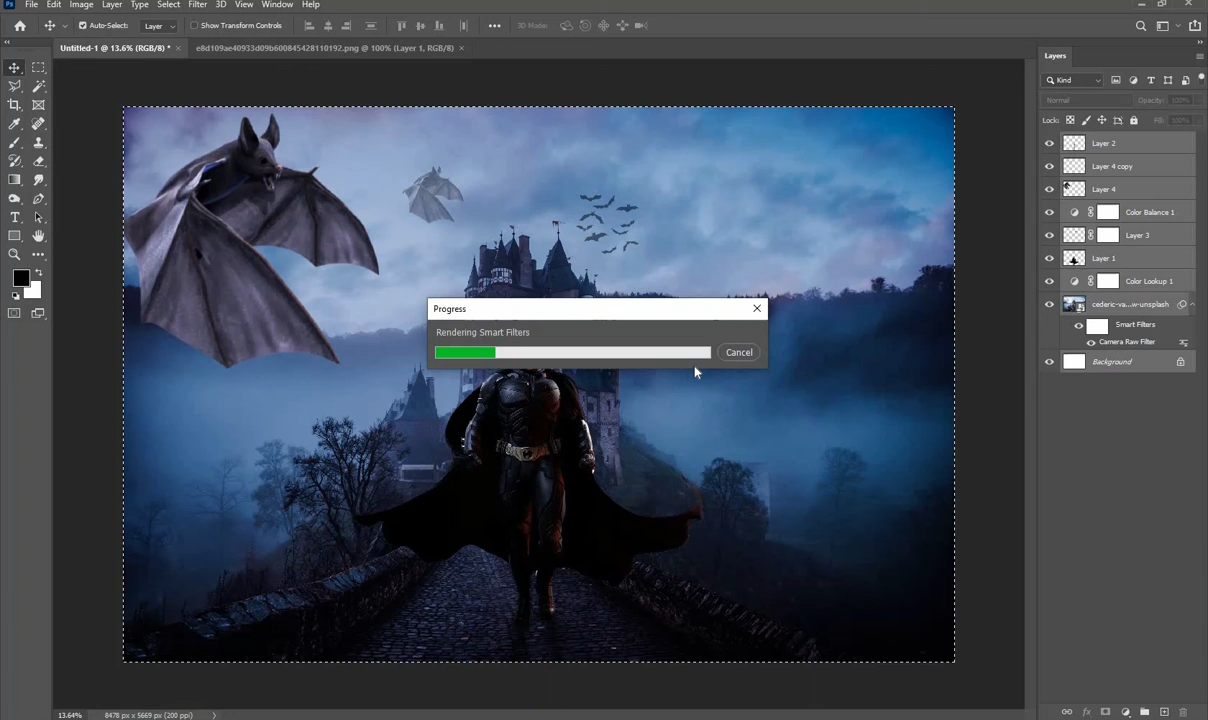 Ps File Edit Image Layer Type Select Filter 3D View Window Help
Auto-Select: Layer Show Transform Controls 3D Mode:
Untitled-1 @ 13.6% (RGB/8) * × e8d109ae40933d09b600845428110192.png @ 100% (Layer 1, RGB/8) ×
Layers
Kind
Normal Opacity: 100%
Lock: Fill: 100%
Layer 2
Layer 4 copy
Layer 4
Color Balance 1
Layer 3
Layer 1
Color Lookup 1
cederic-va...w-unsplash
Smart Filters
Camera Raw Filter
Background
Progress
Rendering Smart Filters
Cancel
13.64% 8478 px x 5669 px (200 ppi)